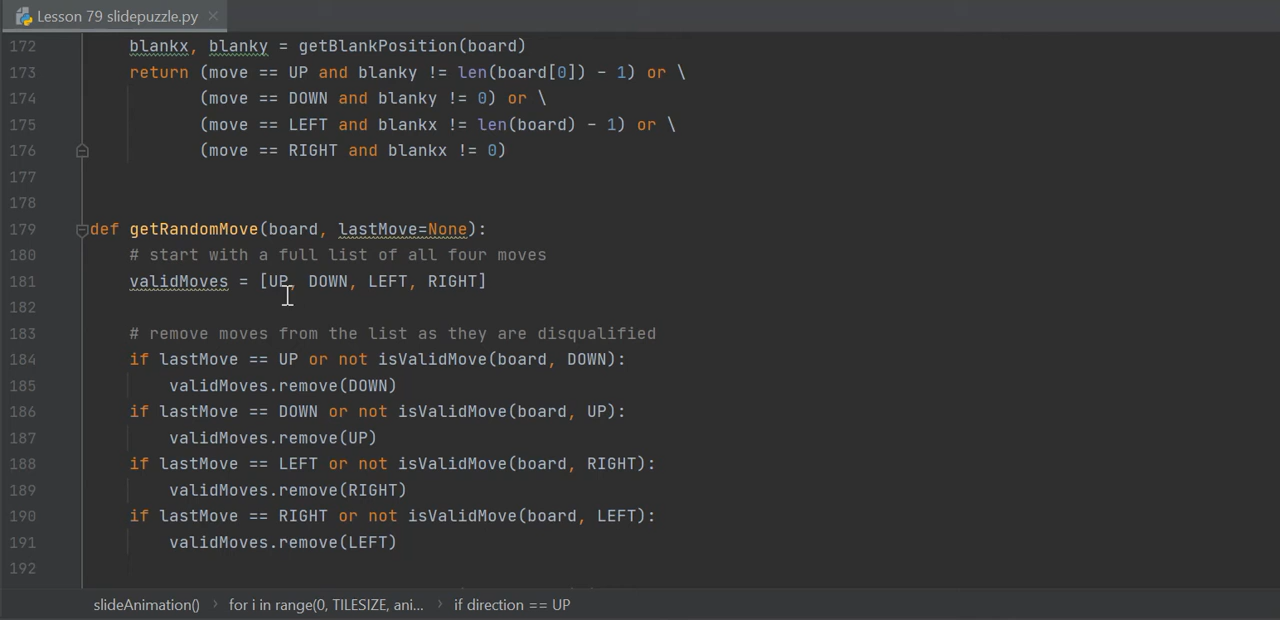 Lesson 79 slidepuzzle.py
172 blankx, blanky = getBlankPosition(board)
173 return (move == UP and blanky != len(board[0]) - 1) or \
174 (move == DOWN and blanky != 0) or \
175 (move == LEFT and blankx != len(board) - 1) or \
176 (move == RIGHT and blankx != 0)
177
178
179 def getRandomMove(board, lastMove=None):
180 # start with a full list of all four moves
181 validMoves = [UP, DOWN, LEFT, RIGHT]
182
183 # remove moves from the list as they are disqualified
184 if lastMove == UP or not isValidMove(board, DOWN):
185 validMoves.remove(DOWN)
186 if lastMove == DOWN or not isValidMove(board, UP):
187 validMoves.remove(UP)
188 if lastMove == LEFT or not isValidMove(board, RIGHT):
189 validMoves.remove(RIGHT)
190 if lastMove == RIGHT or not isValidMove(board, LEFT):
191 validMoves.remove(LEFT)
192
slideAnimation() › for i in range(0, TILESIZE, ani... › if direction == UP